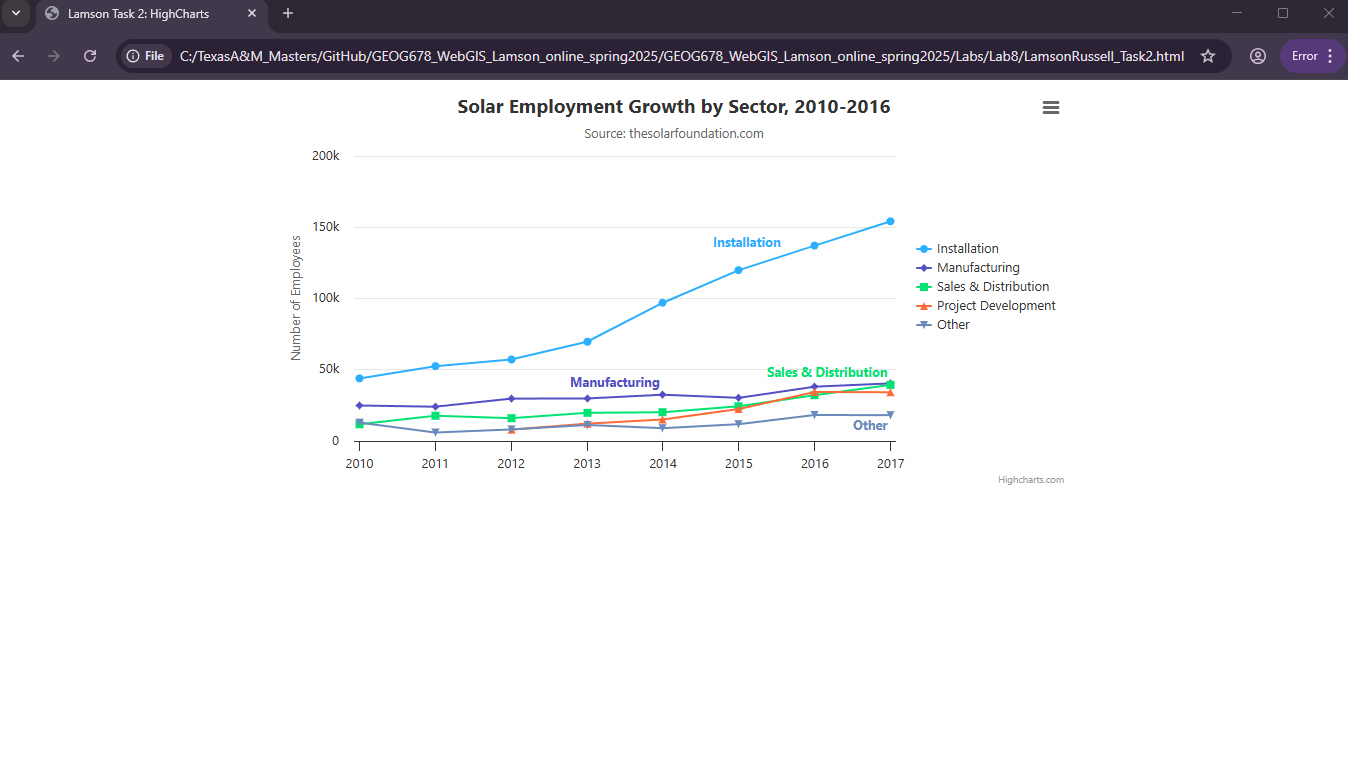 Lamson Task 2: HighCharts
File
C:/TexasA&M_Masters/GitHub/GEOG678_WebGIS_Lamson_online_spring2025/GEOG678_WebGIS_Lamson_online_spring2025/Labs/Lab8/LamsonRussell_Task2.html
Error
Solar Employment Growth by Sector, 2010-2016
Source: thesolarfoundation.com
Number of Employees
200k
150k
100k
50k
0
Installation
Manufacturing
Sales & Distribution
Other
2010 2011 2012 2013 2014 2015 2016 2017
Installation
Manufacturing
Sales & Distribution
Project Development
Other
Highcharts.com